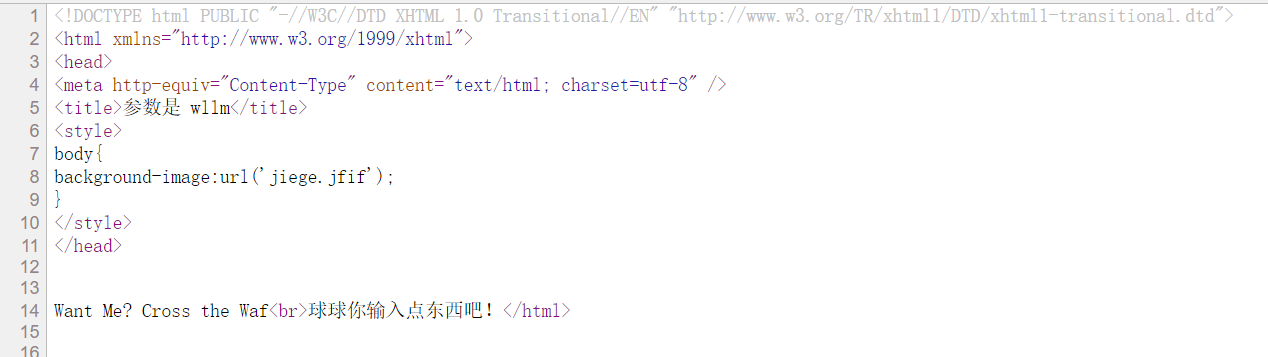 1 <!DOCTYPE html PUBLIC "-//W3C//DTD XHTML 1.0 Transitional//EN" "http://www.w3.org/TR/xhtml1/DTD/xhtml1-transitional.dtd">
2 <html xmlns="http://www.w3.org/1999/xhtml">
3 <head>
4 <meta http-equiv="Content-Type" content="text/html; charset=utf-8" />
5 <title>参数是 wllm</title>
6 <style>
7 body{
8 background-image:url('jiege.jfif');
9 }
10 </style>
11 </head>
12
13
14 Want Me? Cross the Waf<br>球球你输入点东西吧！</html>
15
16